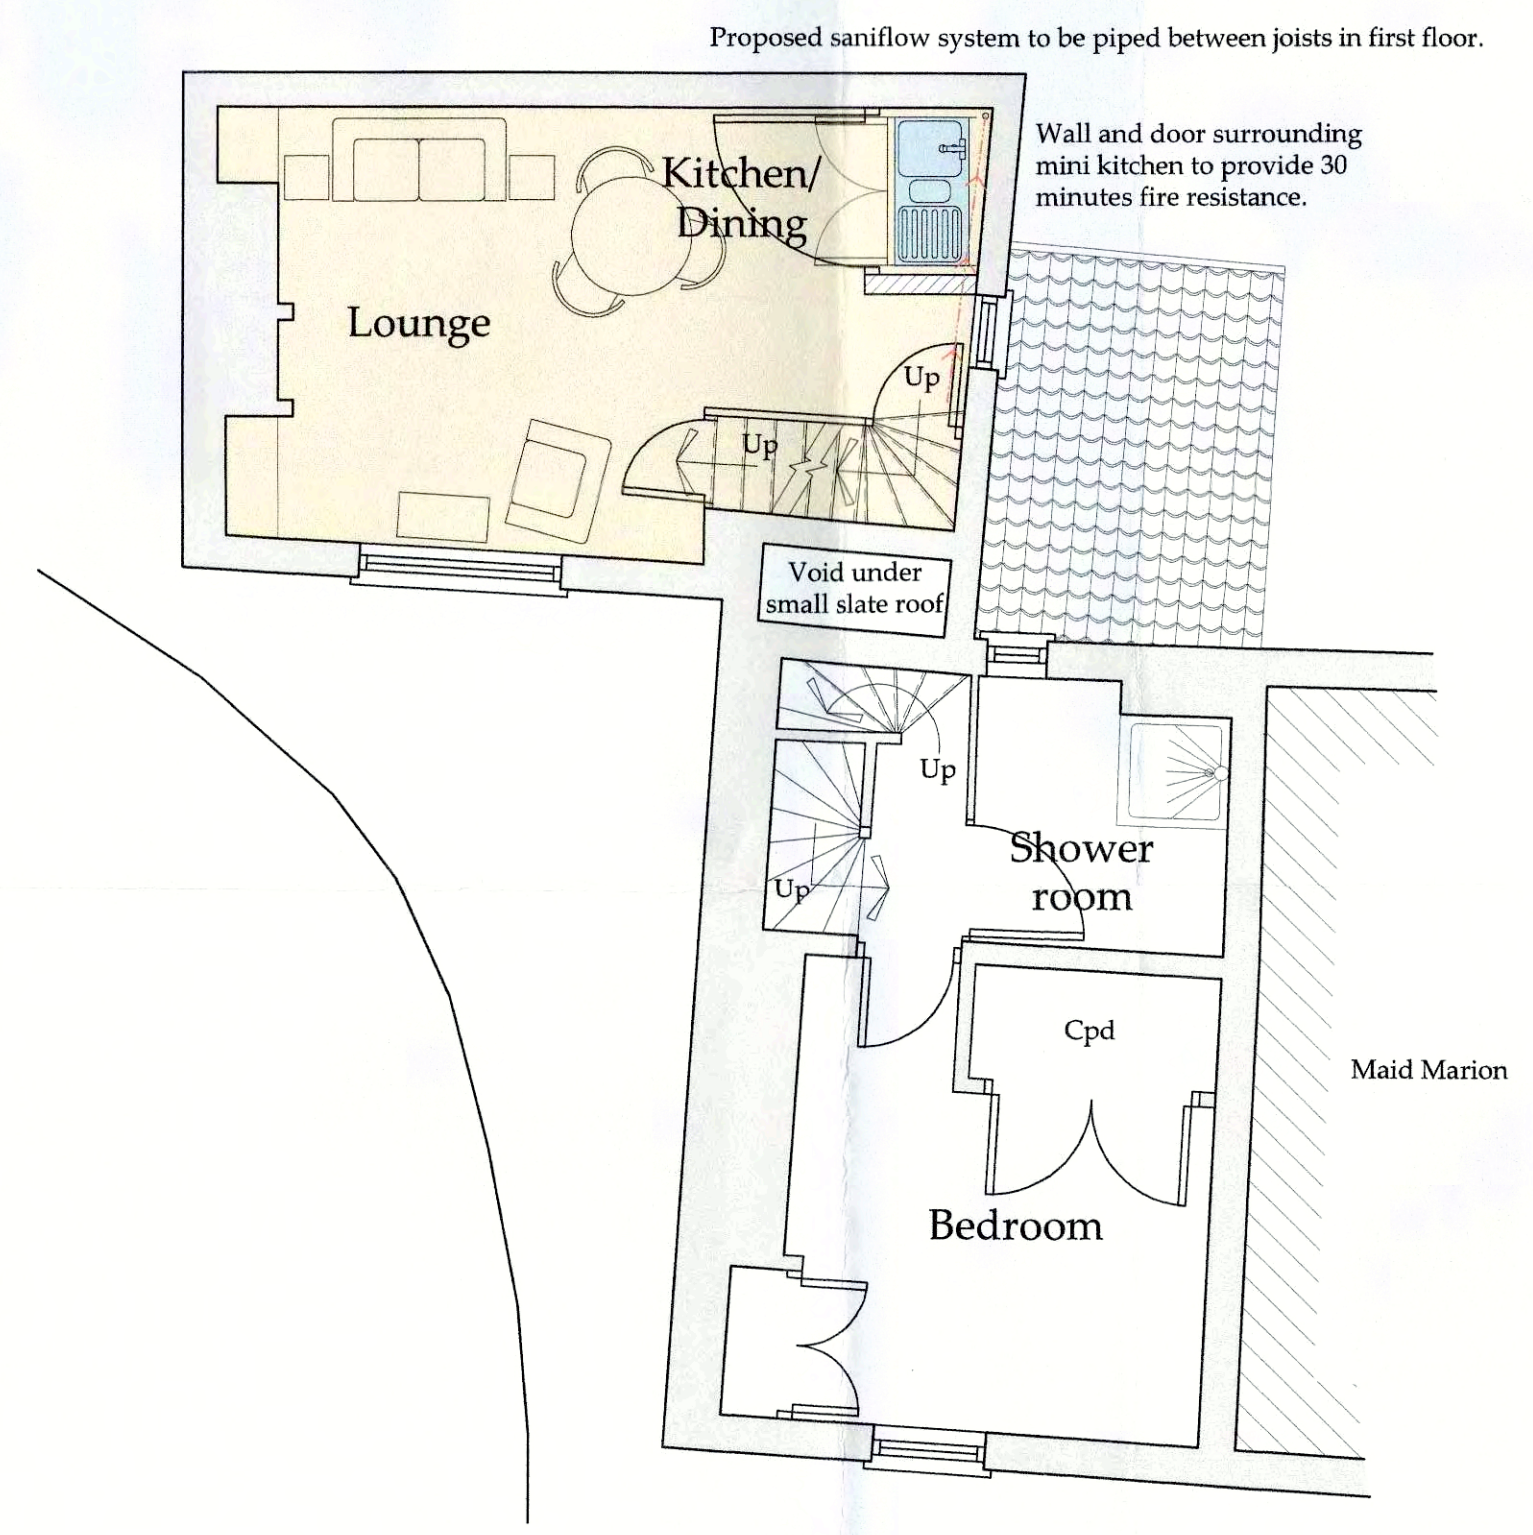 Proposed saniflow system to be piped between joists in first floor.
Wall and door surrounding
mini kitchen to provide 30
minutes fire resistance.
Kitchen/
Dining
Lounge
Up
Up
Void under
small slate roof
Up
Shower
room
Up
Cpd
Maid Marion
Bedroom